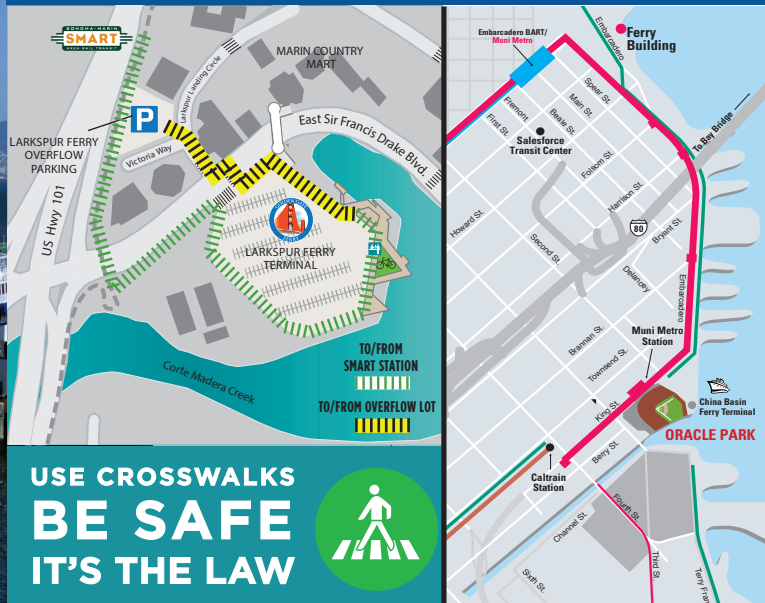 SONOMA-MARIN
SMART
AREA RAIL TRANSIT
MARIN COUNTRY
MART
Larkspur Landing Circle
P
East Sir Francis Drake Blvd.
LARKSPUR FERRY
OVERFLOW
PARKING
Victoria Way
US Hwy 101
GOLDEN GATE
FERRY
LARKSPUR FERRY
TERMINAL
TO/FROM
SMART STATION
TO/FROM OVERFLOW LOT
Corte Madera Creek
USE CROSSWALKS
BE SAFE
IT'S THE LAW
Embarcadero BART/
Muni Metro
Embarcadero
Ferry
Building
Spear St.
Main St.
Beale St.
Fremont
First St.
Salesforce
Transit Center
To Bay Bridge
Folsom St.
Harrison St.
Howard St.
80
Bryant St.
Second St.
Delancey
Embarcadero
Brannan St.
Muni Metro
Station
Townsend St.
King St.
China Basin
Ferry Terminal
ORACLE PARK
Berry St.
Caltrain
Station
Fourth St.
Channel St.
Third St.
Sixth St.
Terry Fran